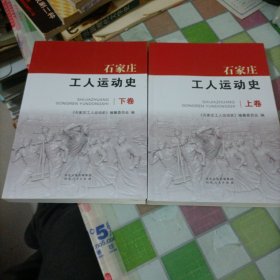 石家庄
工人运动史
SHIJIAZHUANG
GONGREN YUNDONGSHI
下卷
《石家庄工人运动史》编纂委员会 编
石家庄
工人运动史
SHIJIAZHUANG
GONGREN YUNDONGSHI
上卷
《石家庄工人运动史》编纂委员会 编